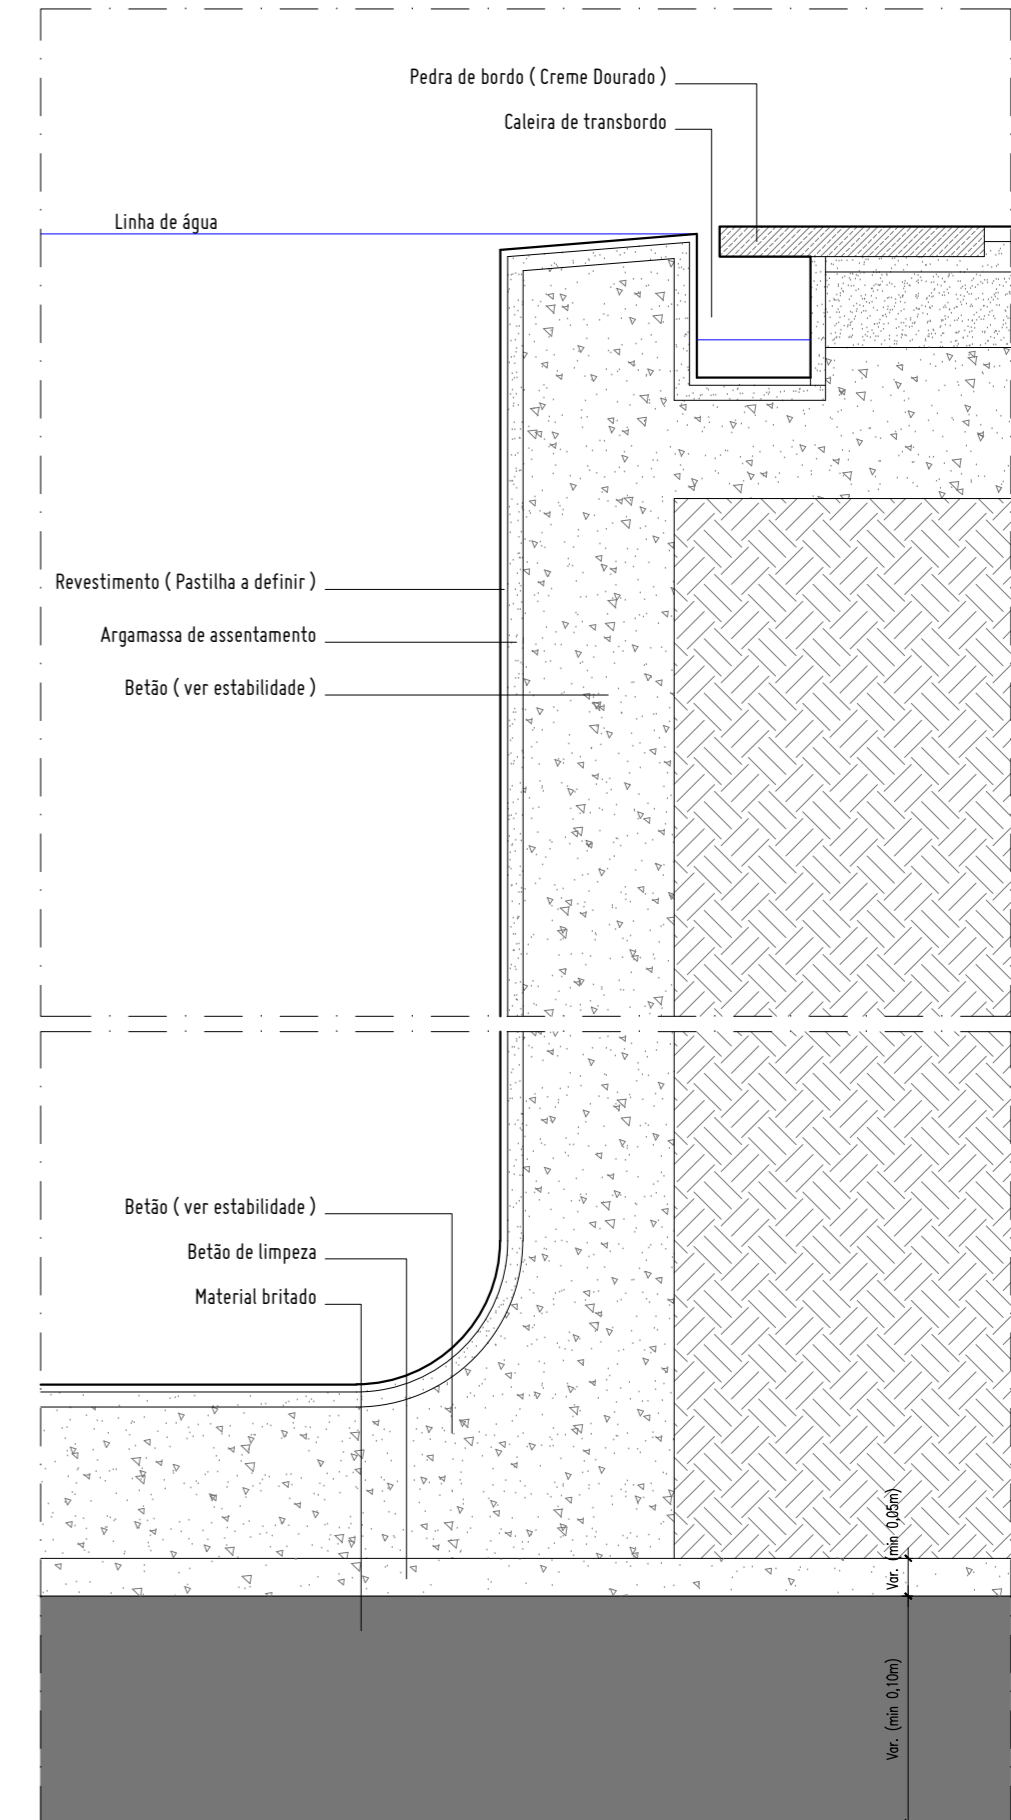 Pedra de bordo ( Creme Dourado )
Caleira de transbordo
Linha de água
Revestimento ( Pastilha a definir )
Argamassa de assentamento
Betão ( ver estabilidade )
Betão ( ver estabilidade )
Betão de limpeza
Material britado
Var. (min 0,05m)
Var. (min 0,10m)